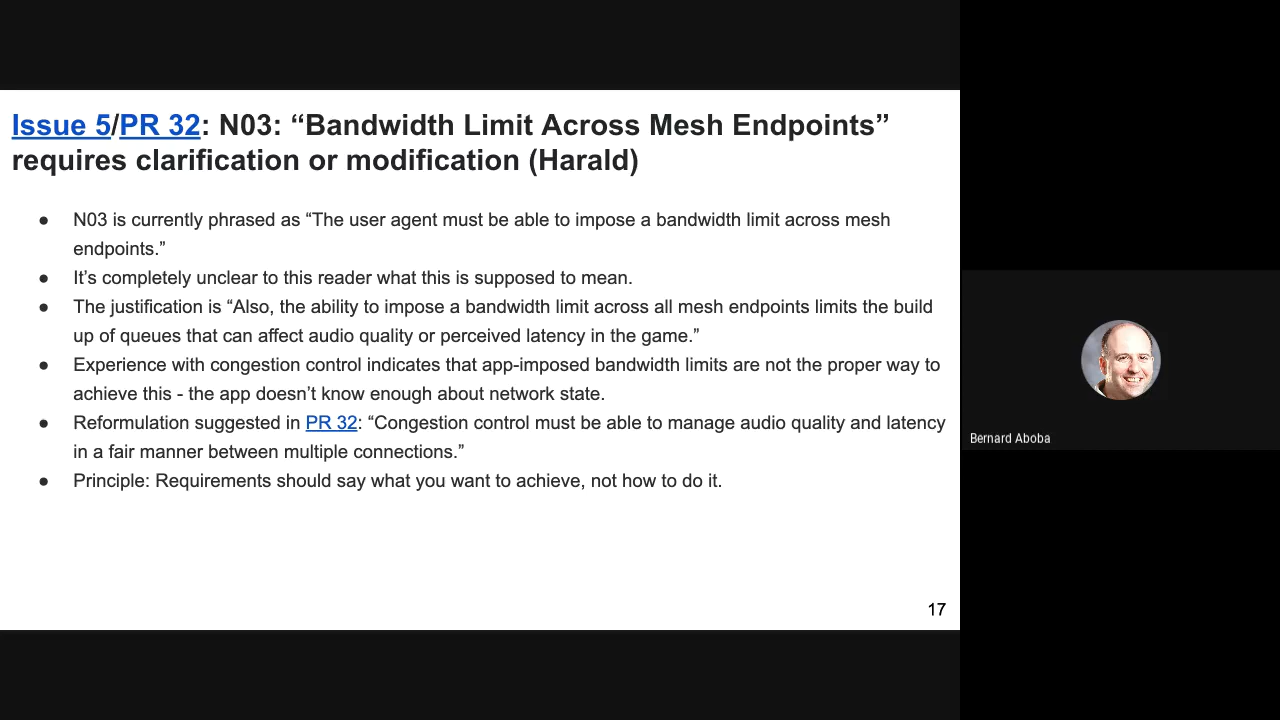 Issue 5/PR 32: N03: “Bandwidth Limit Across Mesh Endpoints”
requires clarification or modification (Harald)
● N03 is currently phrased as “The user agent must be able to impose a bandwidth limit across mesh
endpoints.”
● It’s completely unclear to this reader what this is supposed to mean.
● The justification is “Also, the ability to impose a bandwidth limit across all mesh endpoints limits the build
up of queues that can affect audio quality or perceived latency in the game.”
● Experience with congestion control indicates that app-imposed bandwidth limits are not the proper way to
achieve this - the app doesn’t know enough about network state.
● Reformulation suggested in PR 32: “Congestion control must be able to manage audio quality and latency
in a fair manner between multiple connections.”
● Principle: Requirements should say what you want to achieve, not how to do it.
17
Bernard Aboba